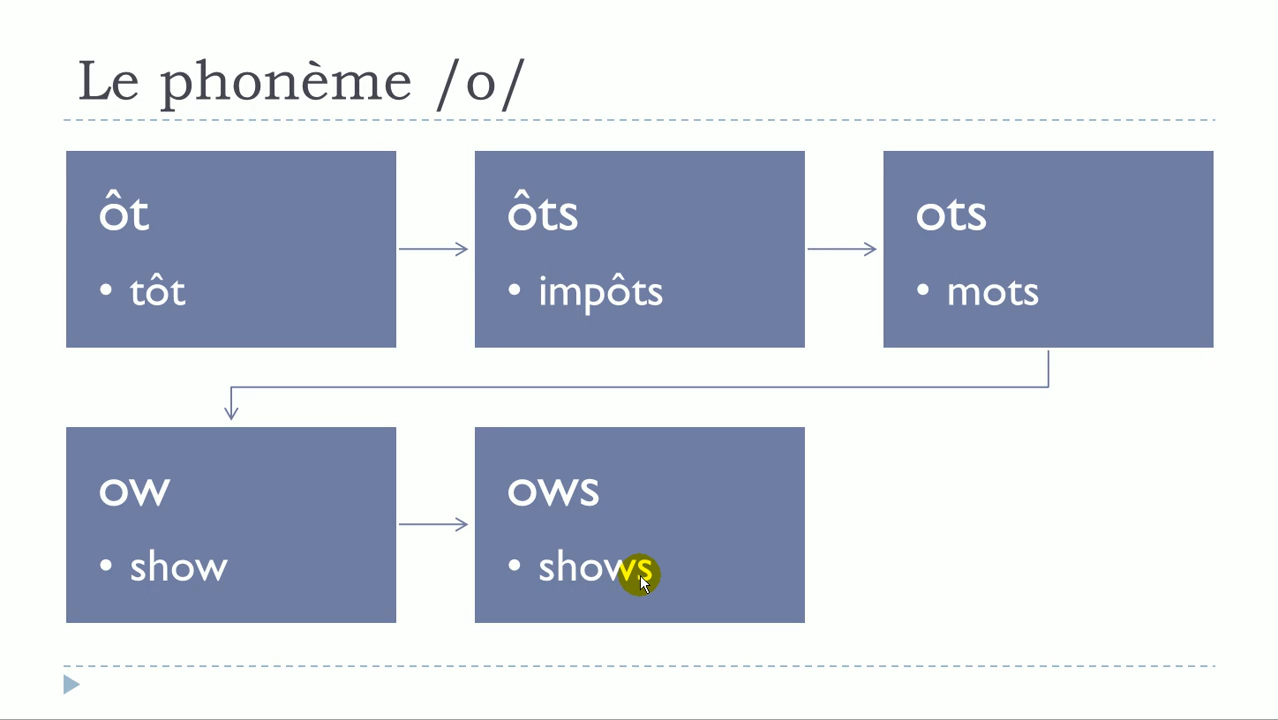 Le phonème /o/
ôt
• tôt
ôts
• impôts
ots
• mots
ow
• show
ows
• shows